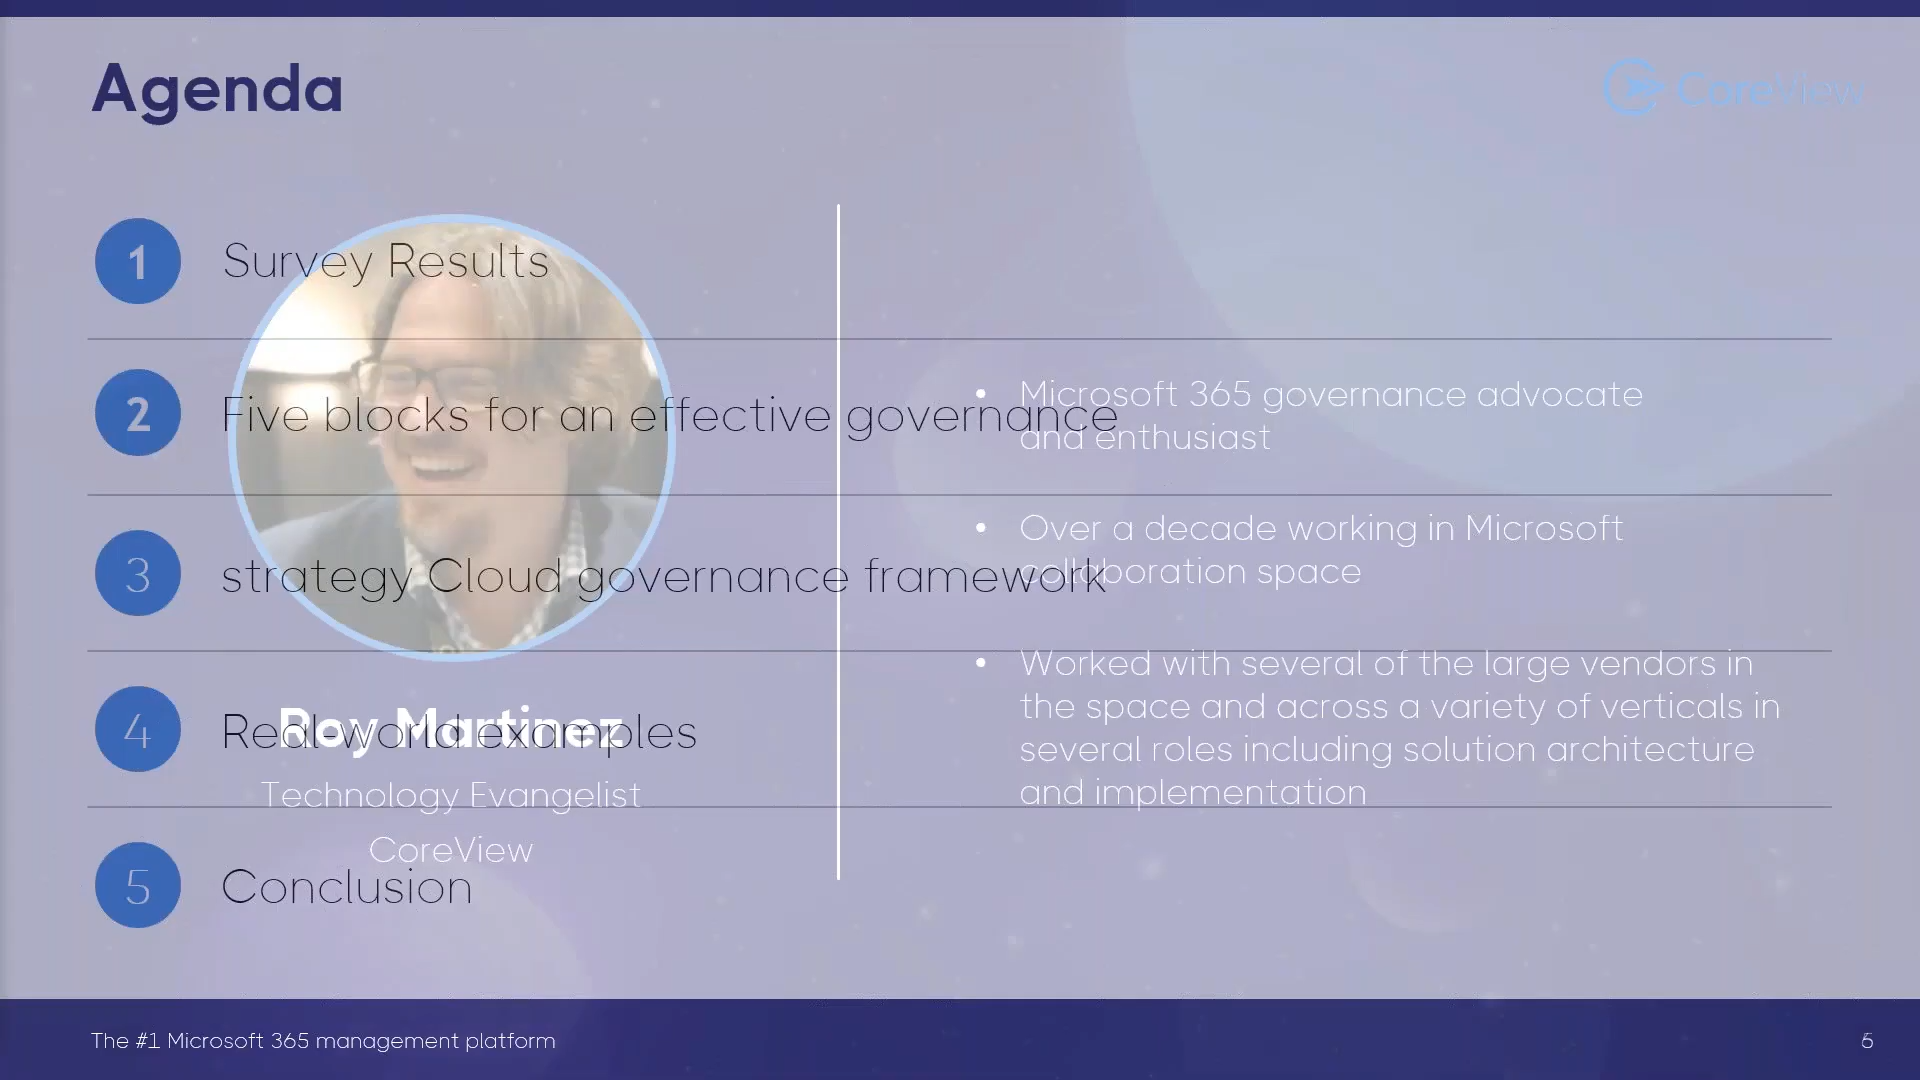 Agenda
CoreView
1
Survey Results
2
Five blocks for an effective governance
3
strategy Cloud governance framework
4
Real-world examples
5
Conclusion
Roy Martinez
Technology Evangelist
CoreView
• Microsoft 365 governance advocate
and enthusiast
• Over a decade working in Microsoft
collaboration space
• Worked with several of the large vendors in
the space and across a variety of verticals in
several roles including solution architecture
and implementation
The #1 Microsoft 365 management platform